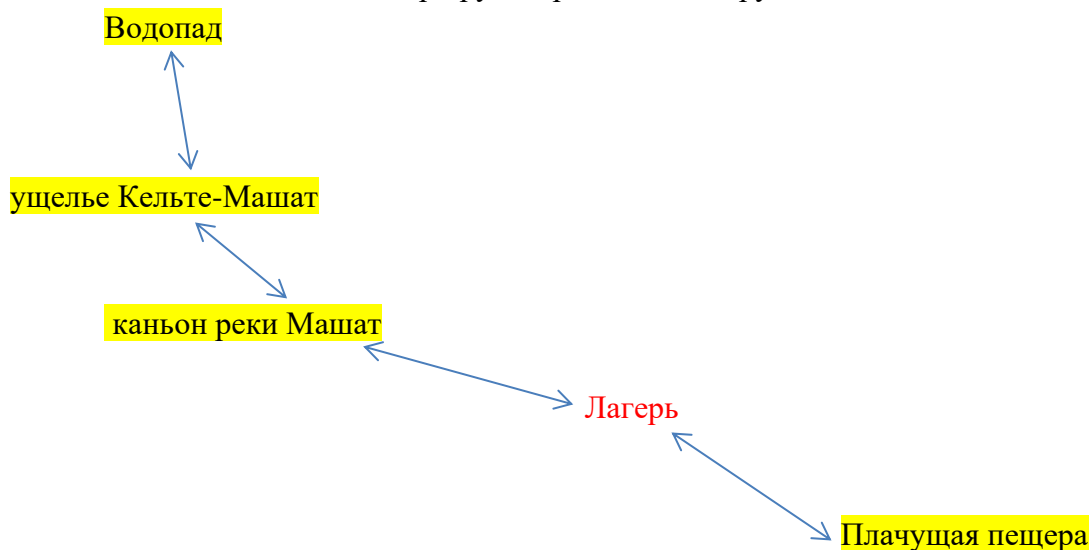 Водопад
ущелье Кельте-Машат
каньон реки Машат
Лагерь
Плачущая пещера